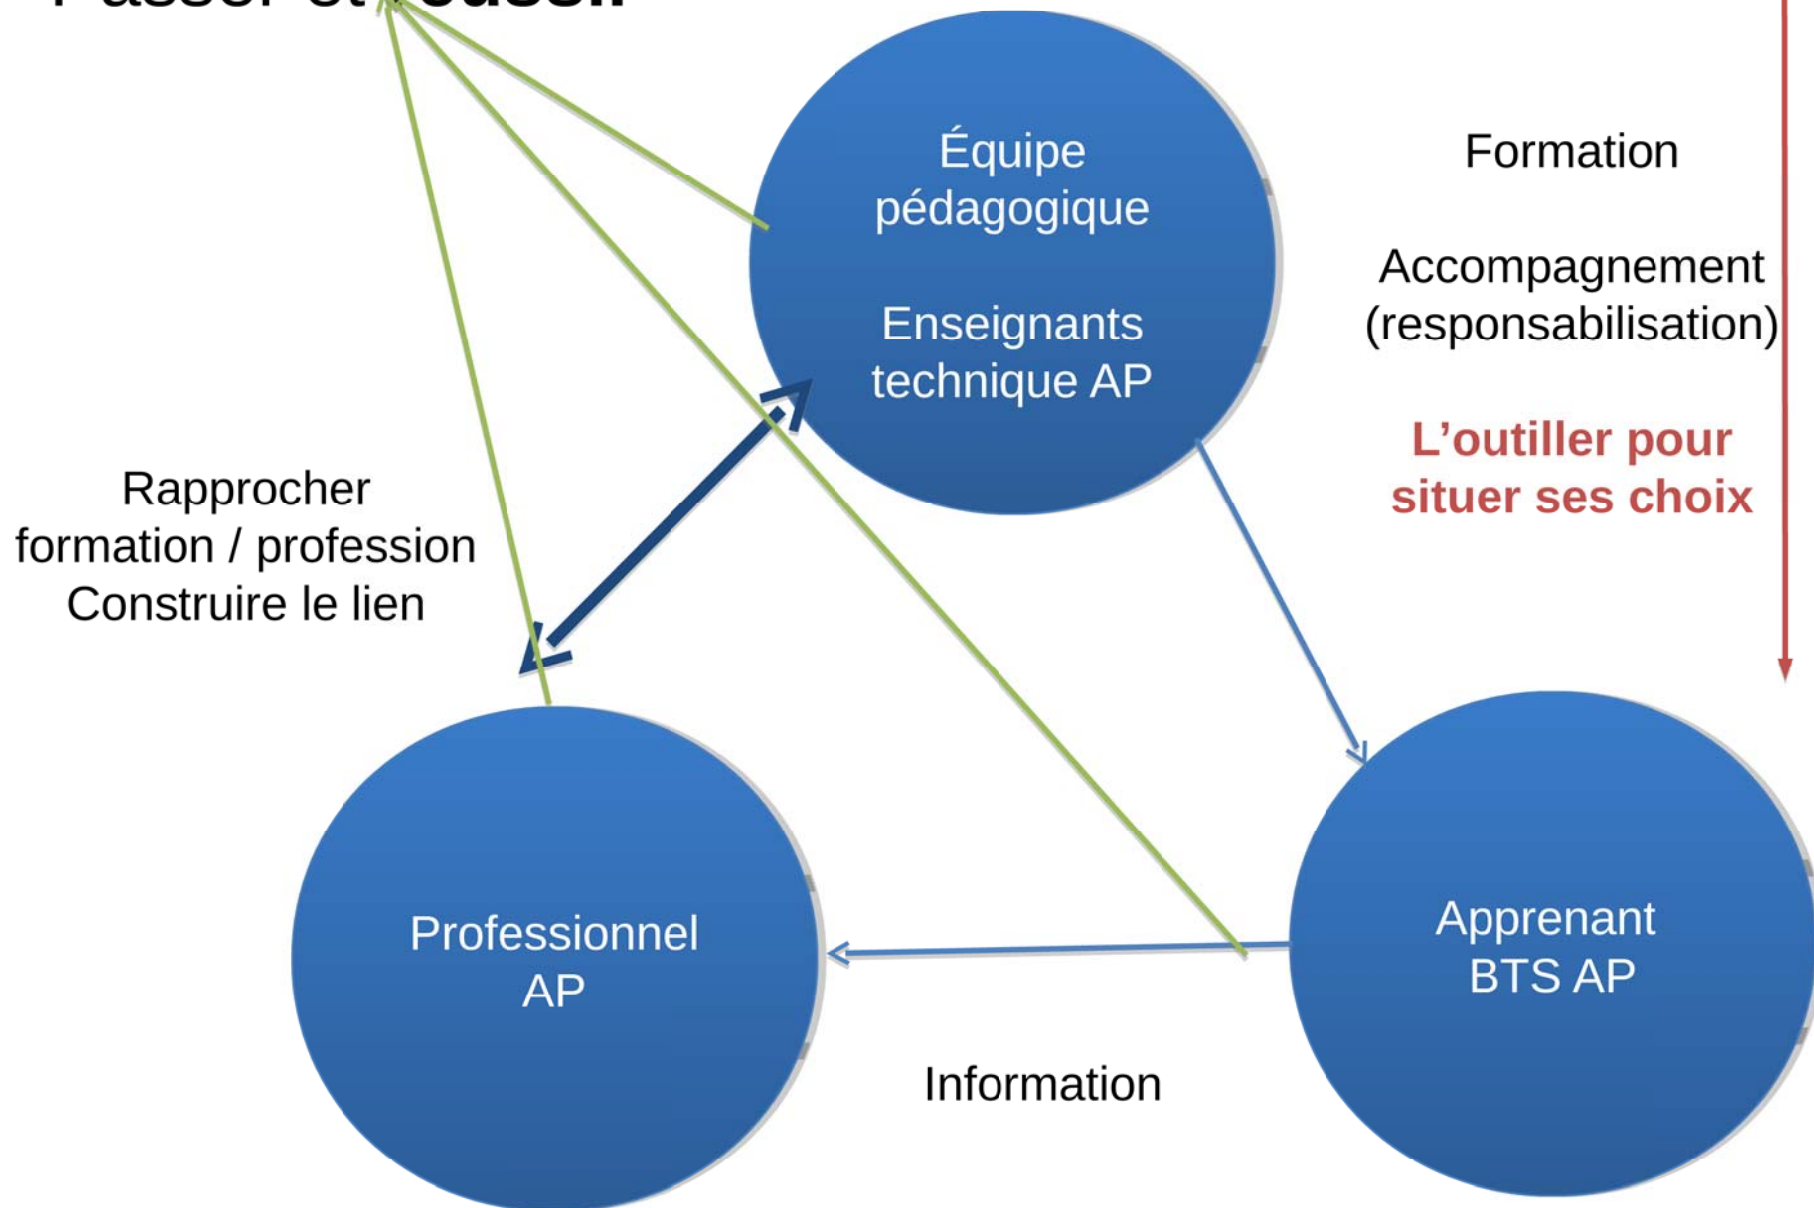 Équipe
pédagogique
Enseignants
technique AP
Formation
Accompagnement
(responsabilisation)
L’outiller pour
situer ses choix
Rapprocher
formation / profession
Construire le lien
Professionnel
AP
Apprenant
BTS AP
Information